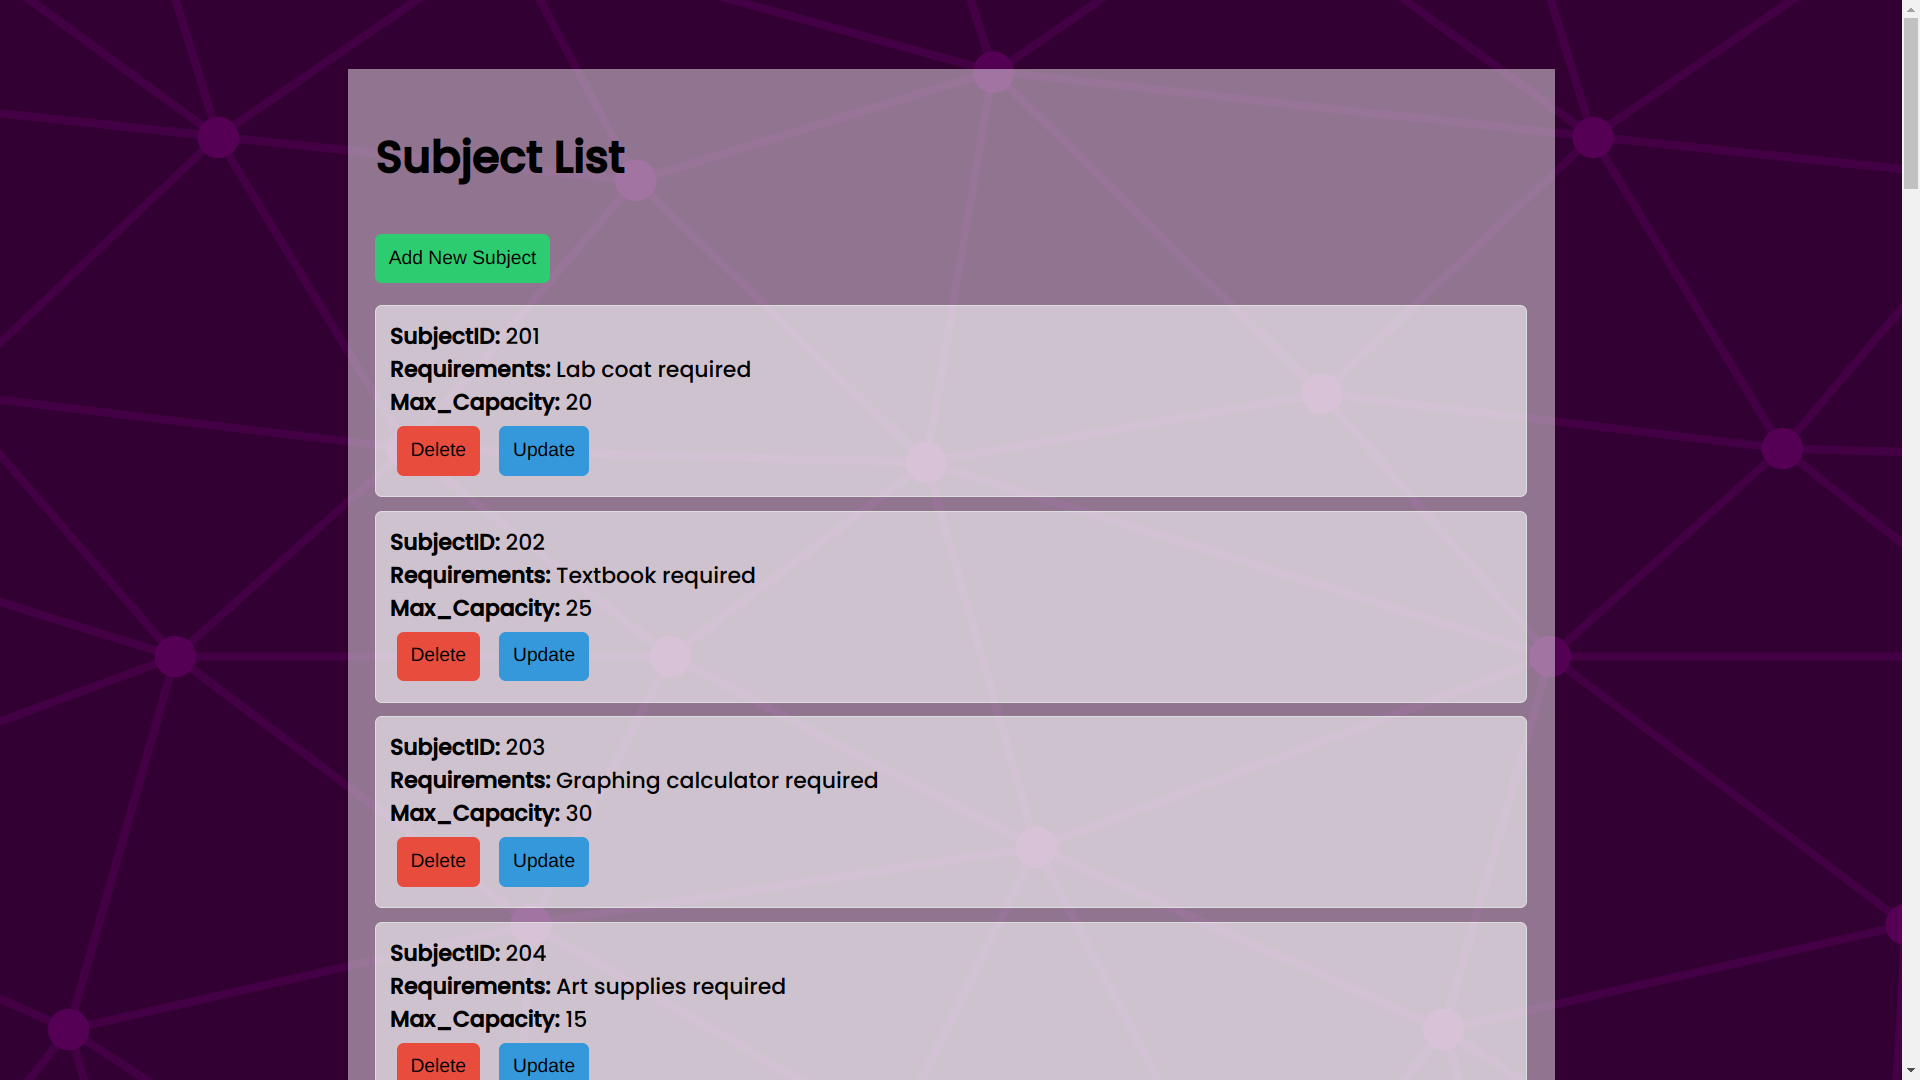 Subject List
Add New Subject
SubjectID: 201
Requirements: Lab coat required
Max_Capacity: 20
Delete Update
SubjectID: 202
Requirements: Textbook required
Max_Capacity: 25
Delete Update
SubjectID: 203
Requirements: Graphing calculator required
Max_Capacity: 30
Delete Update
SubjectID: 204
Requirements: Art supplies required
Max_Capacity: 15
Delete Update